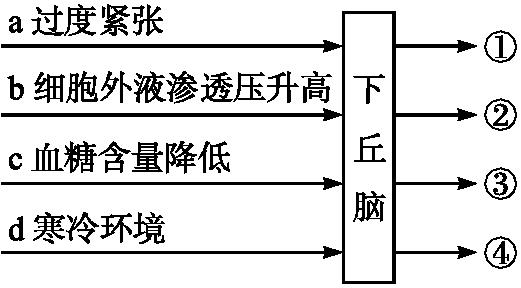 a 过度紧张
①
b 细胞外液渗透压升高
②
下丘脑
c 血糖含量降低
③
d 寒冷环境
④